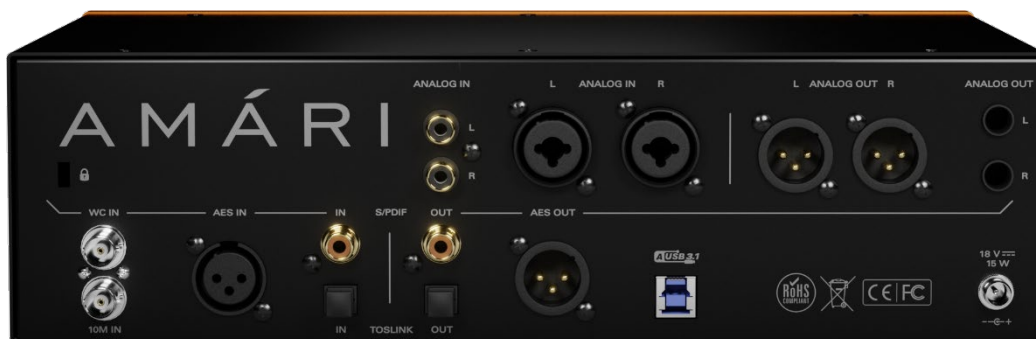 ANALOG IN
L ANALOG IN R
L ANALOG OUT R
ANALOG OUT
AMÁRI
L
R
L
R
WC IN
AES IN
IN S/PDIF OUT
AES OUT
A USB 3.1
18 V
15 W
RoHS
COMPLIANT
CE FC
10M IN
IN TOSLINK OUT